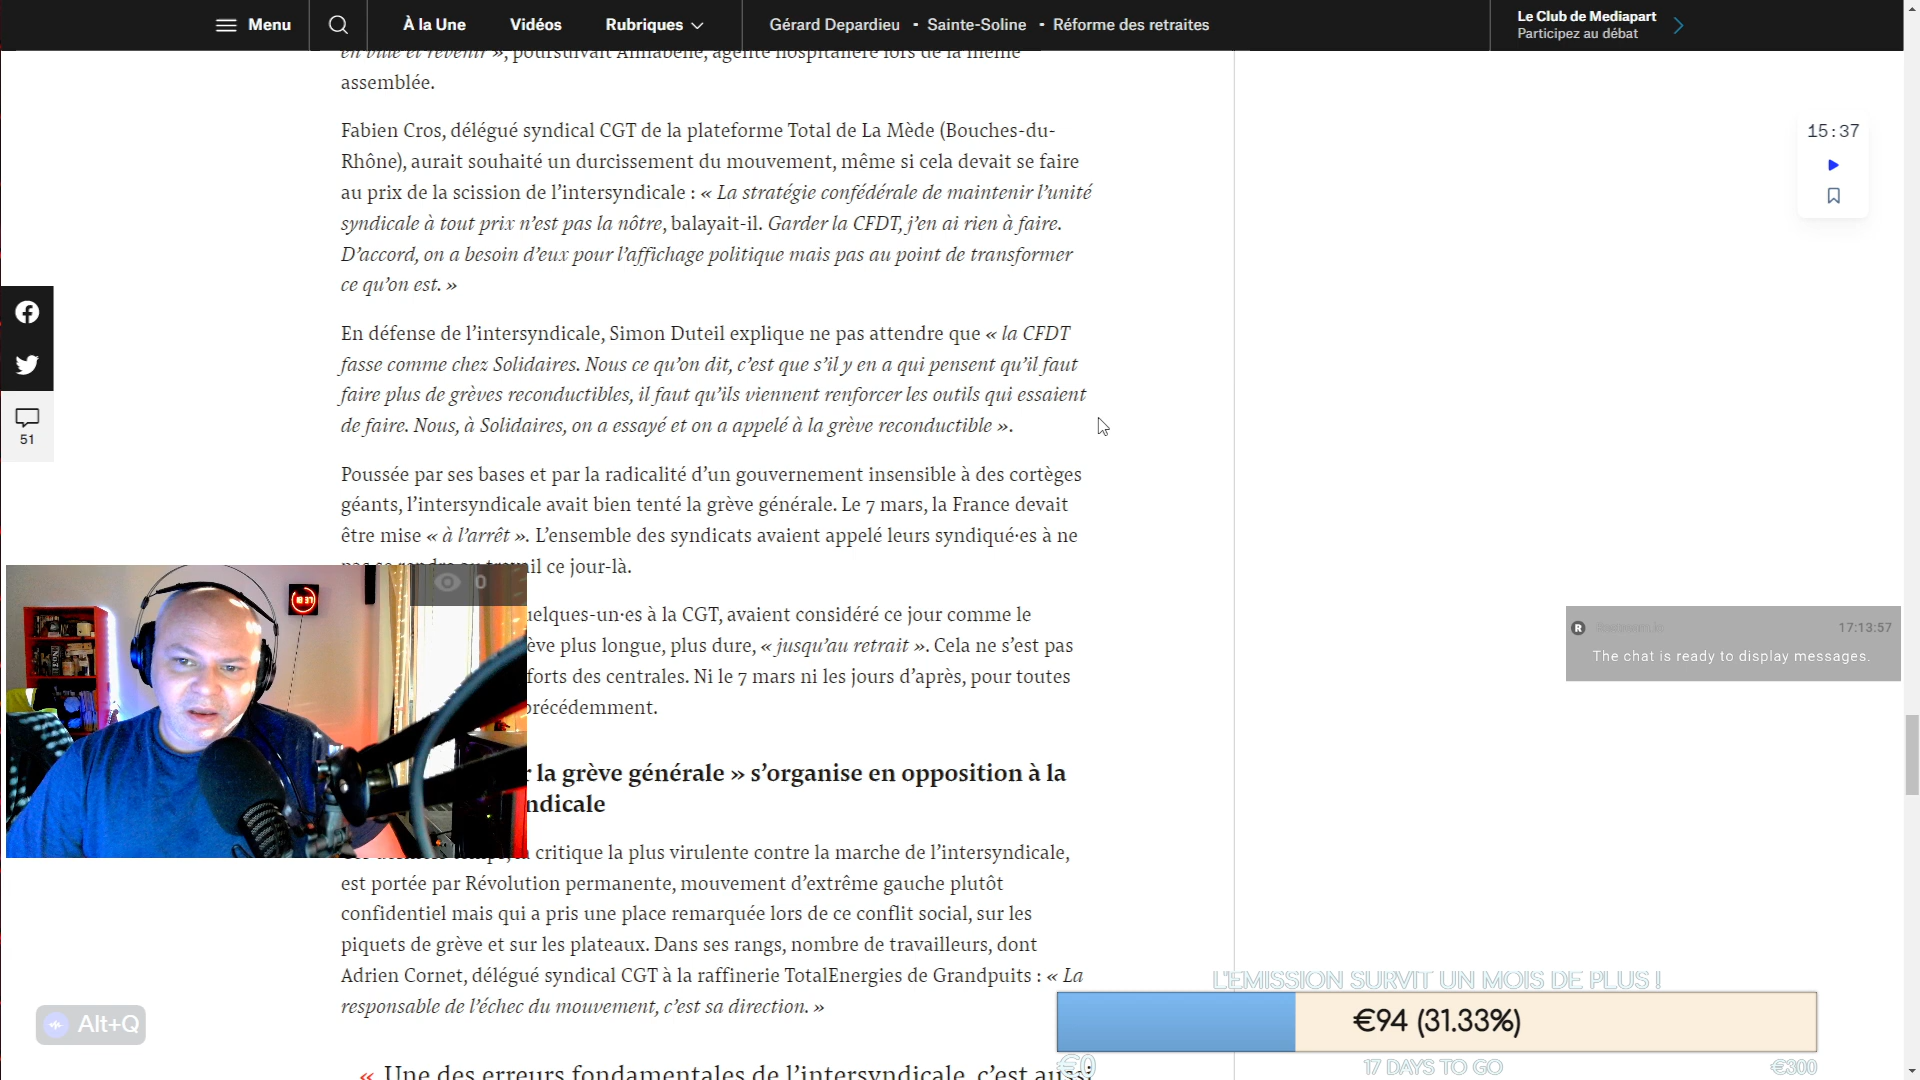 Menu
À la Une
Vidéos
Rubriques
Gérard Depardieu - Sainte-Soline - Réforme des retraites
Le Club de Mediapart
Participez au débat
en ville et revenir », poursuivait Annabelle, agente hospitalière lors de la même
assemblée.
Fabien Cros, délégué syndical CGT de la plateforme Total de La Mède (Bouches-du-
Rhône), aurait souhaité un durcissement du mouvement, même si cela devait se faire
au prix de la scission de l’intersyndicale : « La stratégie confédérale de maintenir l’unité
syndicale à tout prix n’est pas la nôtre, balayait-il. Garder la CFDT, j’en ai rien à faire.
D’accord, on a besoin d’eux pour l’affichage politique mais pas au point de transformer
ce qu’on est. »
En défense de l’intersyndicale, Simon Duteil explique ne pas attendre que « la CFDT
fasse comme chez Solidaires. Nous ce qu’on dit, c’est que s’il y en a qui pensent qu’il faut
faire plus de grèves reconductibles, il faut qu’ils viennent renforcer les outils qui essaient
de faire. Nous, à Solidaires, on a essayé et on a appelé à la grève reconductible ».
Poussée par ses bases et par la radicalité d’un gouvernement insensible à des cortèges
géants, l’intersyndicale avait bien tenté la grève générale. Le 7 mars, la France devait
être mise « à l’arrêt ». L’ensemble des syndicats avaient appelé leurs syndiqué·es à ne
il ce jour-là.
uelques-un·es à la CGT, avaient considéré ce jour comme le
ève plus longue, plus dure, « jusqu’au retrait ». Cela ne s’est pas
forts des centrales. Ni le 7 mars ni les jours d’après, pour toutes
précédemment.
la grève générale » s’organise en opposition à la
ndicale
critique la plus virulente contre la marche de l’intersyndicale,
est portée par Révolution permanente, mouvement d’extrême gauche plutôt
confidentiel mais qui a pris une place remarquée lors de ce conflit social, sur les
piquets de grève et sur les plateaux. Dans ses rangs, nombre de travailleurs, dont
Adrien Cornet, délégué syndical CGT à la raffinerie TotalEnergies de Grandpuits : « La
responsable de l’échec du mouvement, c’est sa direction. »
« Une des erreurs fondamentales de l’intersyndicale, c’est aussi
15:37
51
0
R
17:13:57
The chat is ready to display messages.
Alt+Q
L'EMISSION SURVIT UN MOIS DE PLUS !
€94 (31.33%)
€0
17 DAYS TO GO
€300